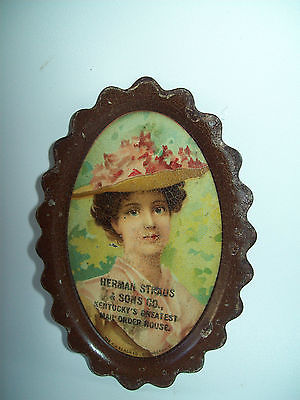 HERMAN STRAUS
& SONS CO.
KENTUCKY'S GREATEST
MAIL ORDER HOUSE.